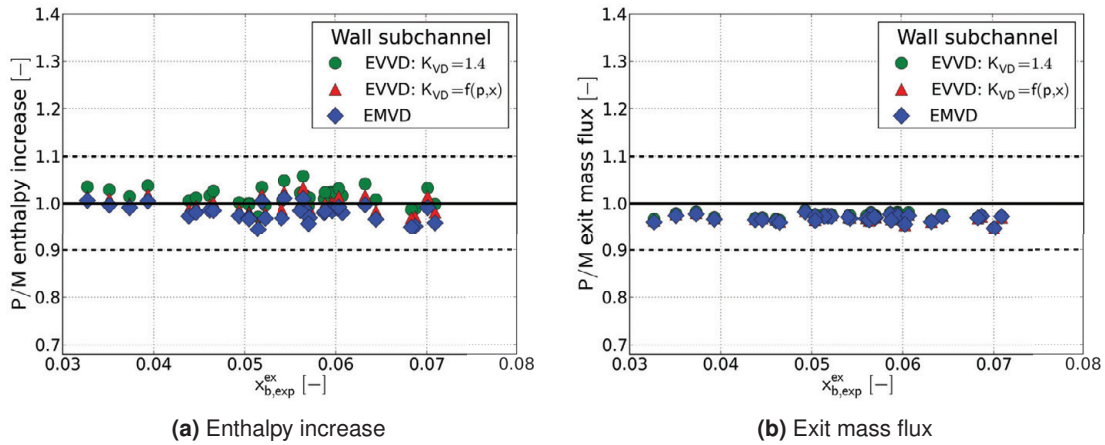 P/M enthalpy increase [−]
1.4
1.3
1.2
1.1
1.0
0.9
0.8
0.7
Wall subchannel
EVVD: K_VD=1.4
EVVD: K_VD=f(p,x)
EMVD
0.03 0.04 0.05 0.06 0.07 0.08
x^ex_b,exp [−]
(a) Enthalpy increase
P/M exit mass flux [−]
1.4
1.3
1.2
1.1
1.0
0.9
0.8
0.7
Wall subchannel
EVVD: K_VD=1.4
EVVD: K_VD=f(p,x)
EMVD
0.03 0.04 0.05 0.06 0.07 0.08
x^ex_b,exp [−]
(b) Exit mass flux